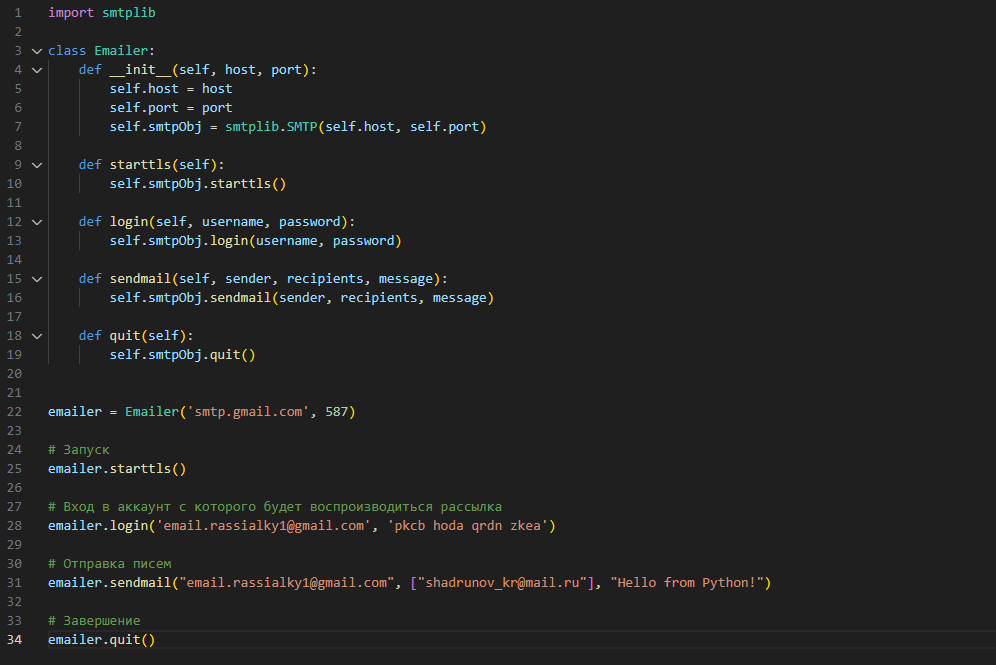 1 import smtplib
2
3 class Emailer:
4 def __init__(self, host, port):
5 self.host = host
6 self.port = port
7 self.smtpObj = smtplib.SMTP(self.host, self.port)
8
9 def starttls(self):
10 self.smtpObj.starttls()
11
12 def login(self, username, password):
13 self.smtpObj.login(username, password)
14
15 def sendmail(self, sender, recipients, message):
16 self.smtpObj.sendmail(sender, recipients, message)
17
18 def quit(self):
19 self.smtpObj.quit()
20
21
22 emailer = Emailer('smtp.gmail.com', 587)
23
24 # Запуск
25 emailer.starttls()
26
27 # Вход в аккаунт с которого будет воспроизводиться рассылка
28 emailer.login('email.rassialky1@gmail.com', 'pkcb hoda qrdn zkea')
29
30 # Отправка писем
31 emailer.sendmail("email.rassialky1@gmail.com", ["shadrunov_kr@mail.ru"], "Hello from Python!")
32
33 # Завершение
34 emailer.quit()